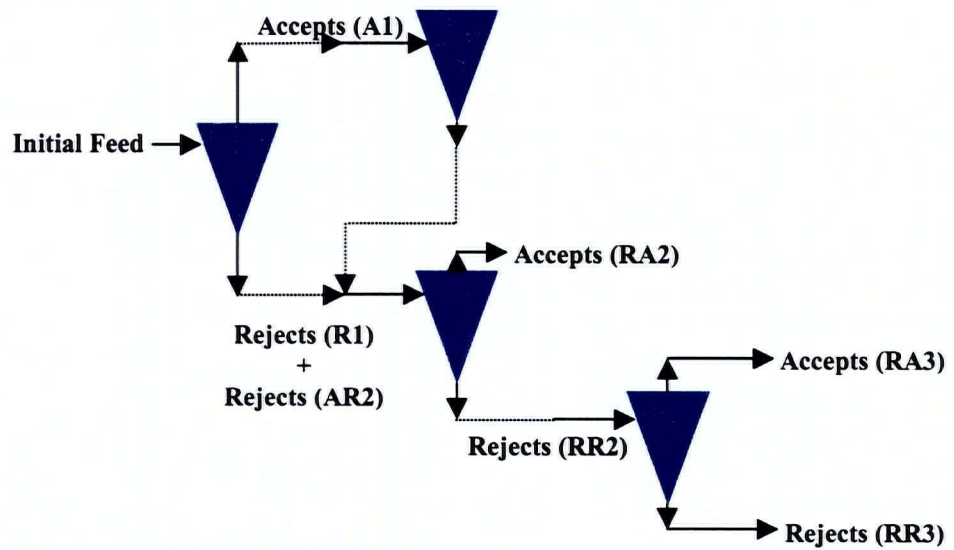 Accepts (A1)
Initial Feed
Accepts (RA2)
Rejects (R1)
+
Rejects (AR2)
Accepts (RA3)
Rejects (RR2)
Rejects (RR3)